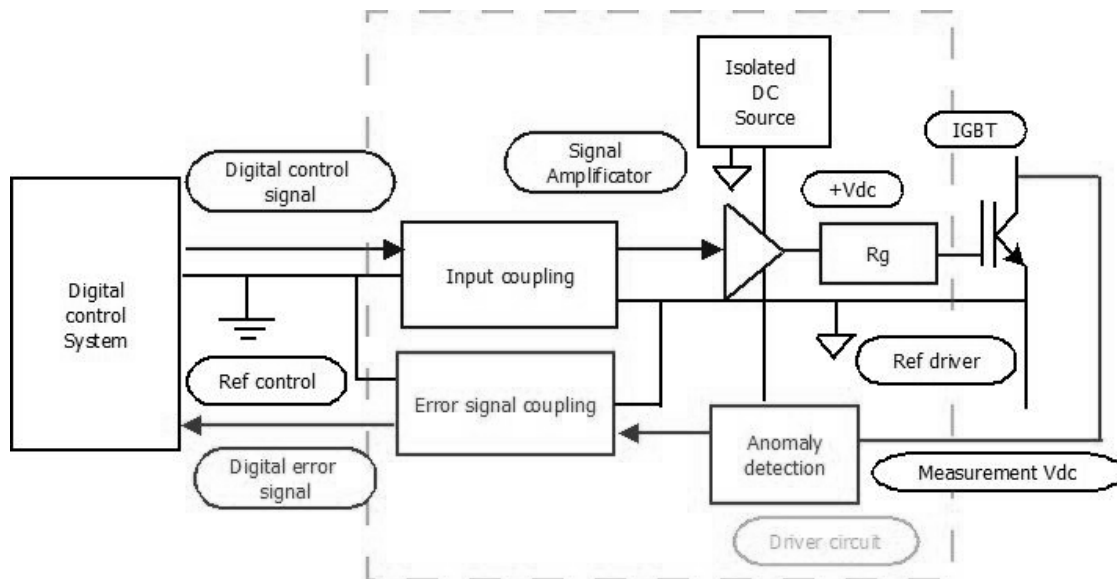 Isolated
DC
Source
IGBT
Signal
Amplificator
Digital control
signal
+Vdc
Input coupling
Rg
Digital
control
System
Ref control
Ref driver
Error signal coupling
Anomaly
detection
Digital error
signal
Measurement Vdc
Driver circuit